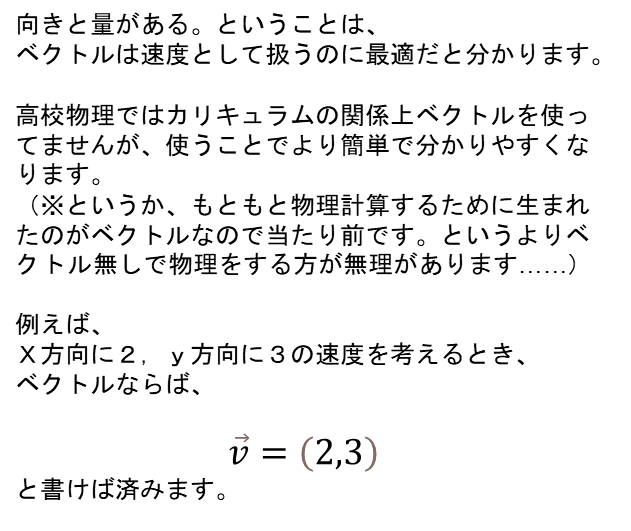 向きと量がある。ということは、
ベクトルは速度として扱うのに最適だと分かります。
高校物理ではカリキュラムの関係上ベクトルを使っ
てませんが、使うことでより簡単で分かりやすくな
ります。
（※というか、もともと物理計算するために生まれ
たのがベクトルなので当たり前です。というよりベ
クトル無しで物理をする方が無理があります……）
例えば、
Ｘ方向に２，ｙ方向に３の速度を考えるとき、
ベクトルならば、
v⃗ = (2,3)
と書けば済みます。